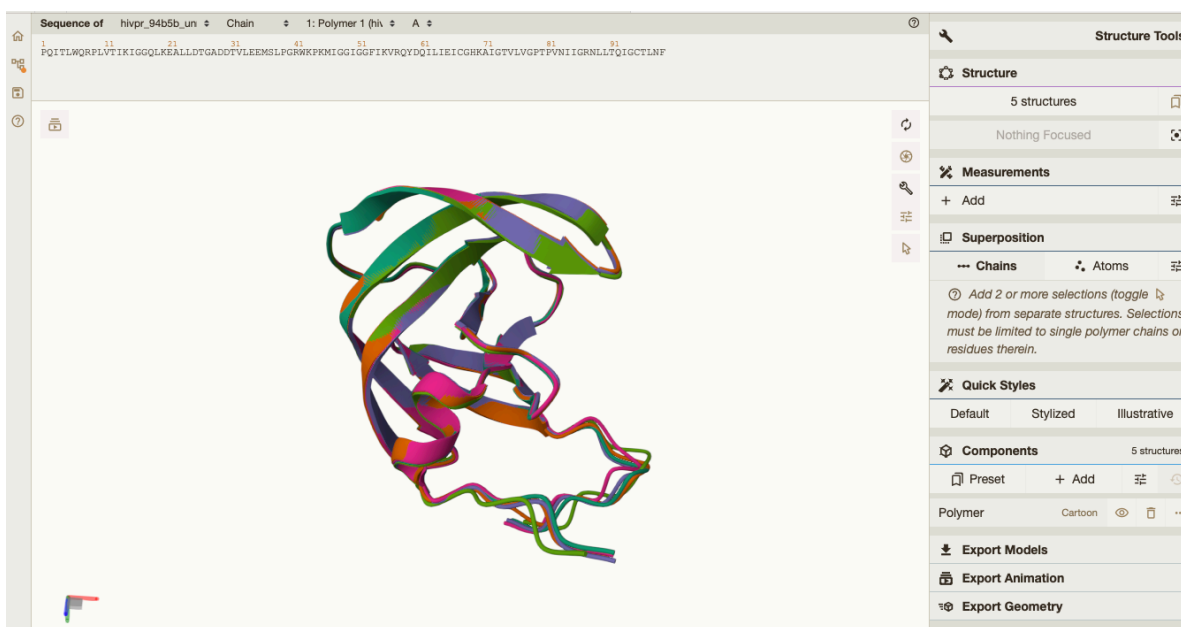 Sequence of hivpr_94b5b_un: Chain 1: Polymer 1 (hiv A
1 11 21 31 41 51 61 71 81 91
PQITLWQRPLVTIKIGGQLKEALLDTGADDTVLEEMSLPGRWKPKMIGGIGGFIKVRQYDQILIEICGHKAIGTVLVGPTPVNIIGRNLLTQIGCTLNF
Structure Tools
Structure
5 structures
Nothing Focused
Measurements
+ Add
Superposition
Chains Atoms
Add 2 or more selections (toggle
mode) from separate structures. Selections
must be limited to single polymer chains or
residues therein.
Quick Styles
Default Stylized Illustrative
Components 5 structures
Preset + Add
Polymer Cartoon
Export Models
Export Animation
Export Geometry